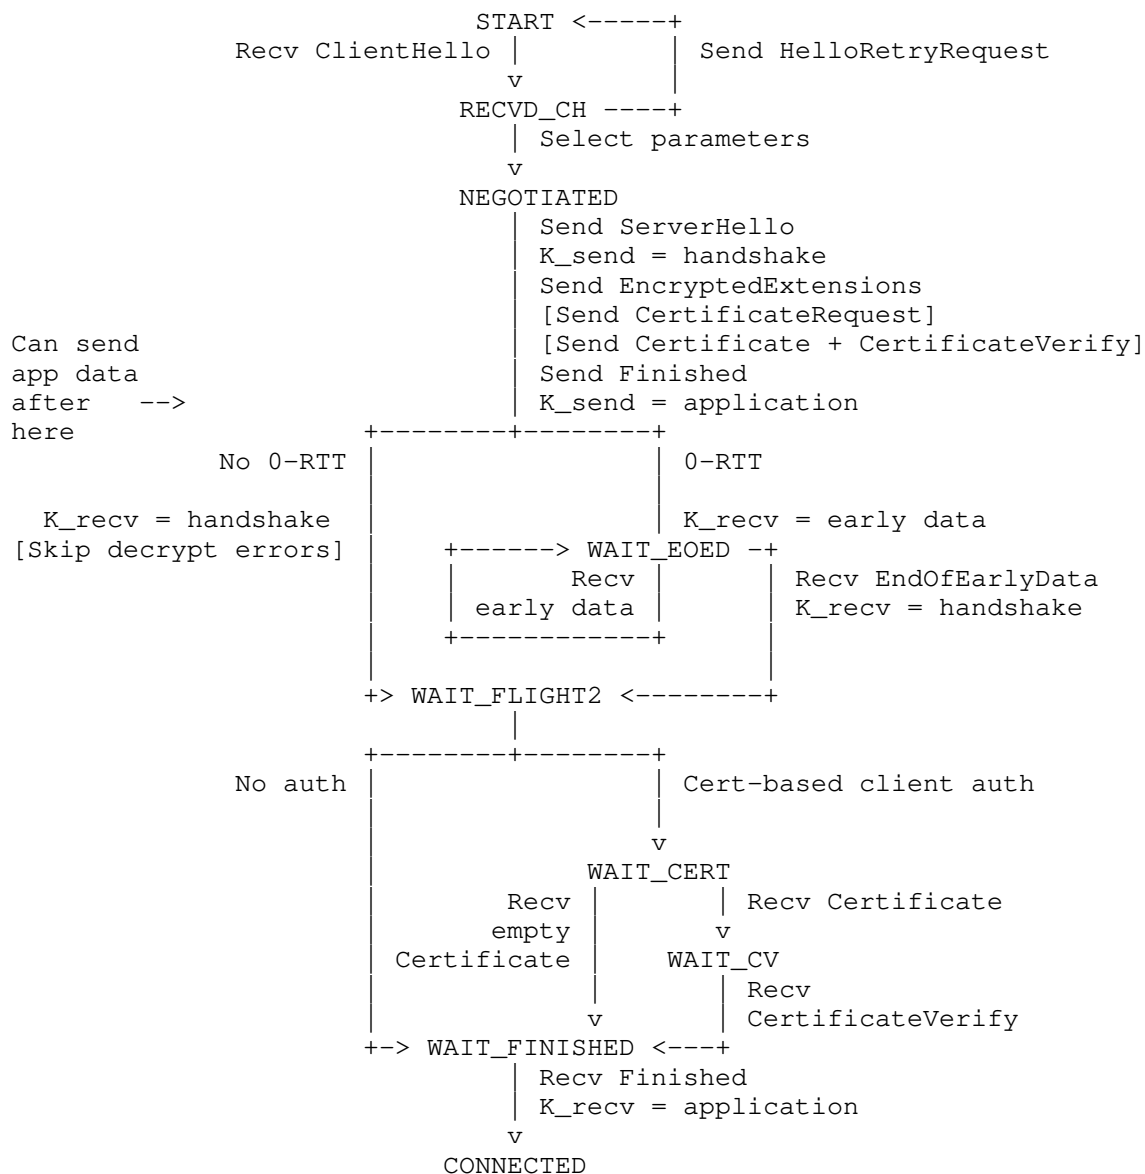 START <-----+
               Recv ClientHello |         | Send HelloRetryRequest
                                v         |
                             RECVD_CH ----+
                                | Select parameters
                                v
                             NEGOTIATED
                                | Send ServerHello
                                | K_send = handshake
                                | Send EncryptedExtensions
                                | [Send CertificateRequest]
 Can send                       | [Send Certificate + CertificateVerify]
 app data                       | Send Finished
 after   -->                    | K_send = application
 here                  +--------+--------+
              No 0-RTT |                 | 0-RTT
                       |                 |
   K_recv = handshake  |                 | K_recv = early data
 [Skip decrypt errors] |    +------> WAIT_EOED -+
                       |    |       Recv |      | Recv EndOfEarlyData
                       |    | early data |      | K_recv = handshake
                       |    +------------+      |
                       |                        |
                       +> WAIT_FLIGHT2 <--------+
                                |
                       +--------+--------+
               No auth |                 | Cert-based client auth
                       |                 |
                       |                 v
                       |             WAIT_CERT
                       |        Recv |       | Recv Certificate
                       |       empty |       v
                       | Certificate |    WAIT_CV
                       |             |       | Recv
                       |             v       | CertificateVerify
                       +-> WAIT_FINISHED <---+
                                | Recv Finished
                                | K_recv = application
                                v
                            CONNECTED